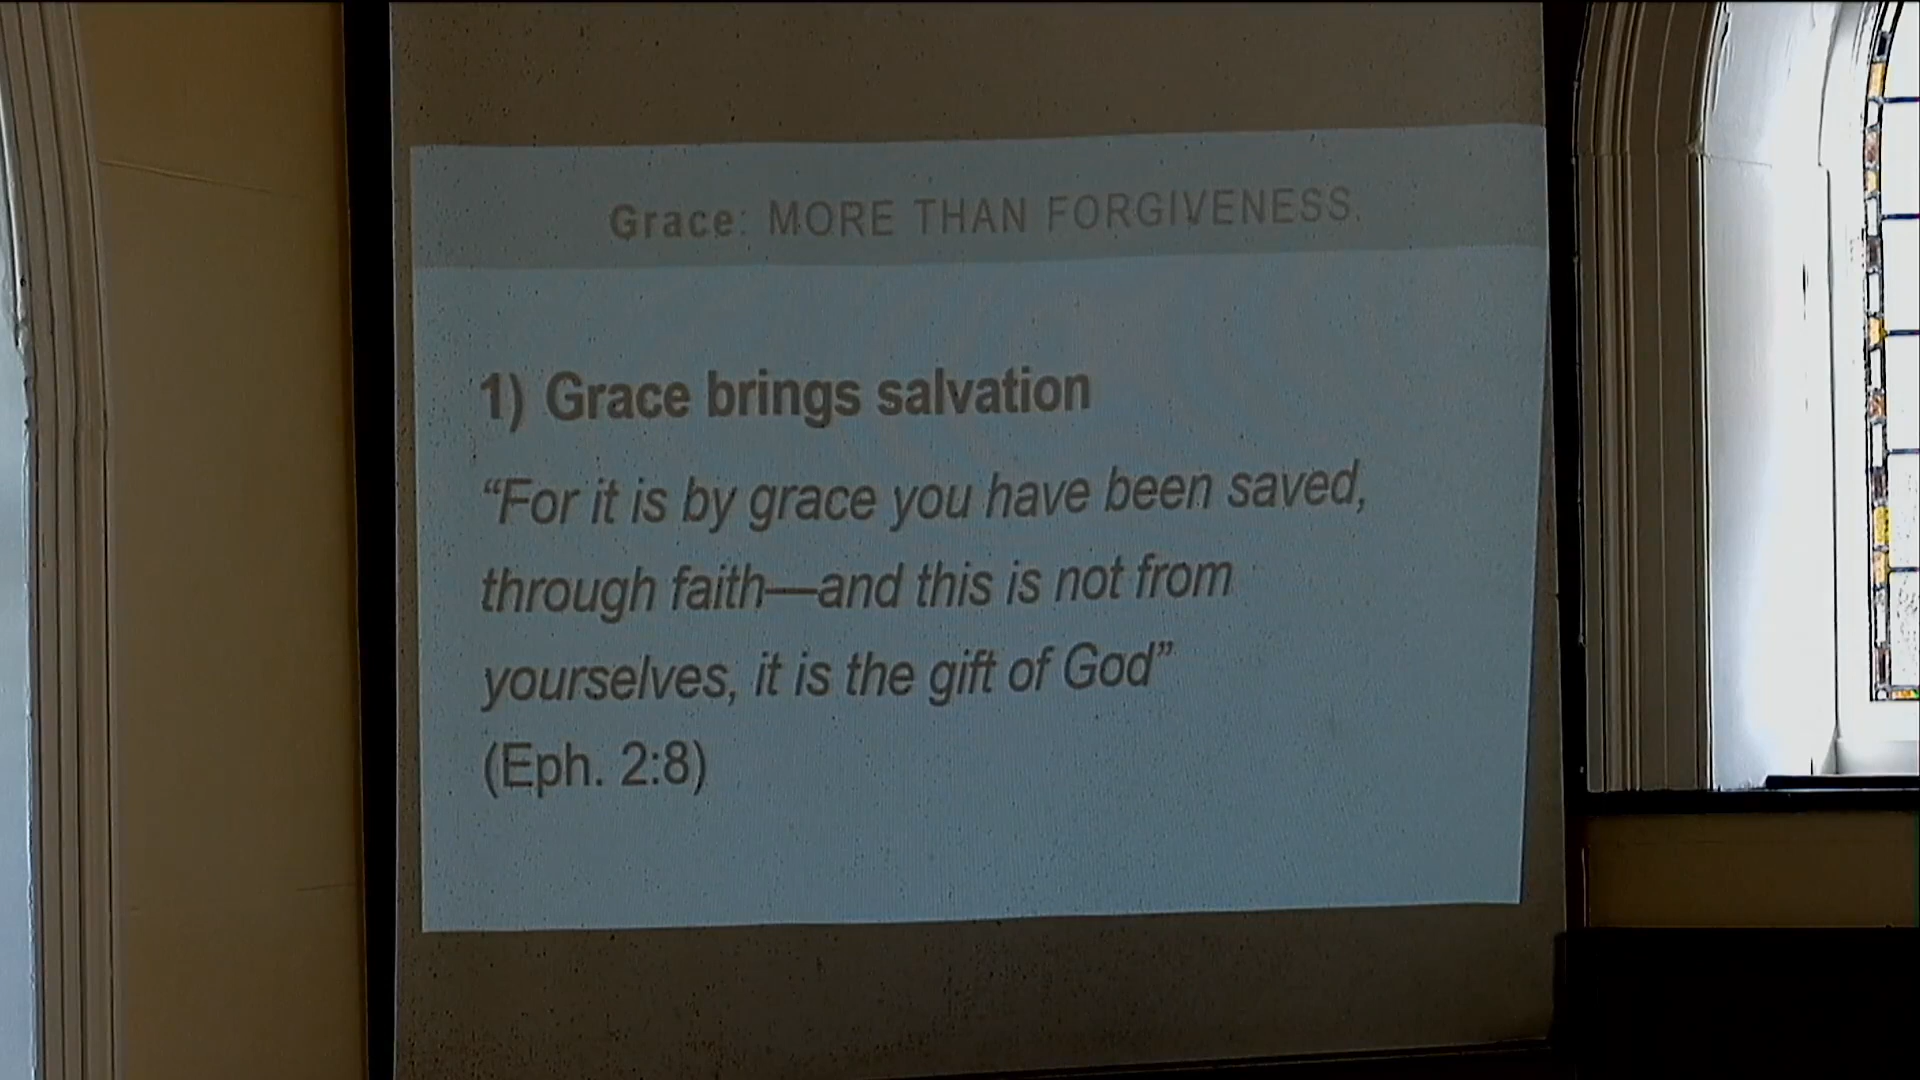 Grace: MORE THAN FORGIVENESS.
1) Grace brings salvation
“For it is by grace you have been saved,
through faith—and this is not from
yourselves, it is the gift of God”
(Eph. 2:8)